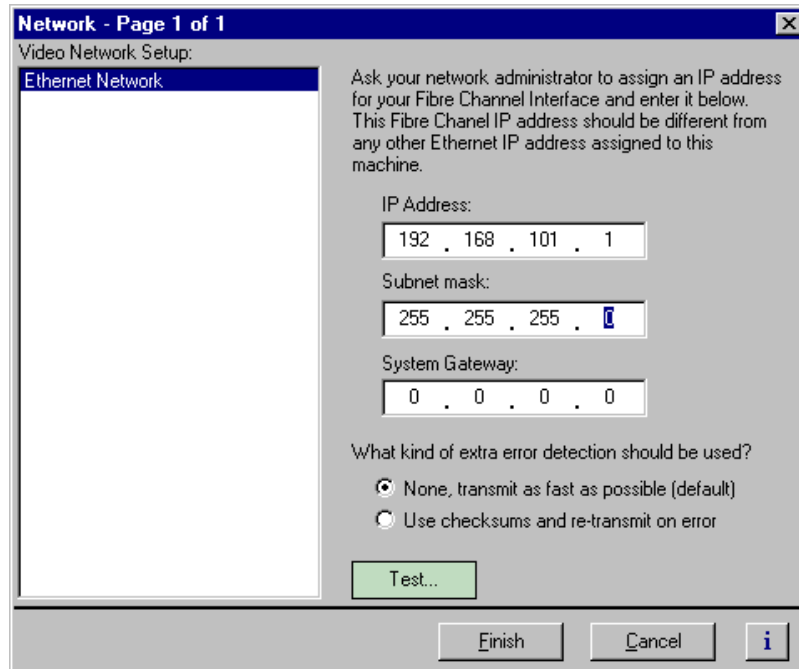 Network - Page 1 of 1
Video Network Setup:
Ethernet Network
Ask your network administrator to assign an IP address
for your Fibre Channel Interface and enter it below.
This Fibre Chanel IP address should be different from
any other Ethernet IP address assigned to this
machine.
IP Address:
192 . 168 . 101 . 1
Subnet mask:
255 . 255 . 255 . 0
System Gateway:
0 . 0 . 0 . 0
What kind of extra error detection should be used?
None, transmit as fast as possible (default)
Use checksums and re-transmit on error
Test...
Finish Cancel i